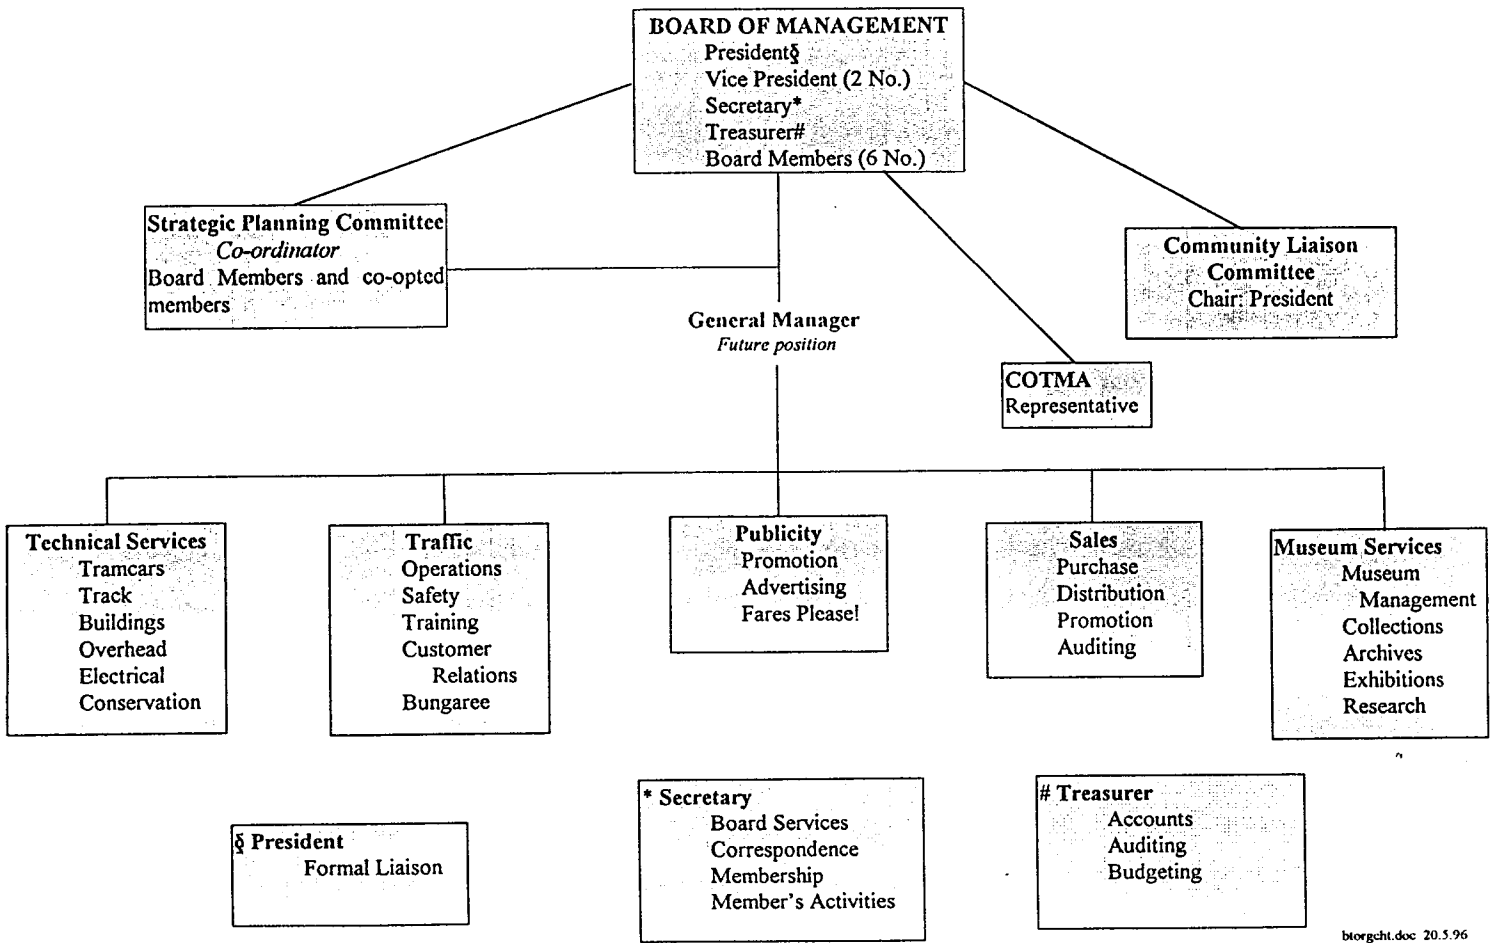 BOARD OF MANAGEMENT
President§
Vice President (2 No.)
Secretary*
Treasurer#
Board Members (6 No.)
Strategic Planning Committee
Co-ordinator
Board Members and co-opted
members
Community Liaison
Committee
Chair: President
General Manager
Future position
COTMA
Representative
Technical Services
Tramcars
Track
Buildings
Overhead
Electrical
Conservation
Traffic
Operations
Safety
Training
Customer
Relations
Bungaree
Publicity
Promotion
Advertising
Fares Please!
Sales
Purchase
Distribution
Promotion
Auditing
Museum Services
Museum
Management
Collections
Archives
Exhibitions
Research
§ President
Formal Liaison
* Secretary
Board Services
Correspondence
Membership
Member's Activities
# Treasurer
Accounts
Auditing
Budgeting
btorgcht.doc 20.5.96